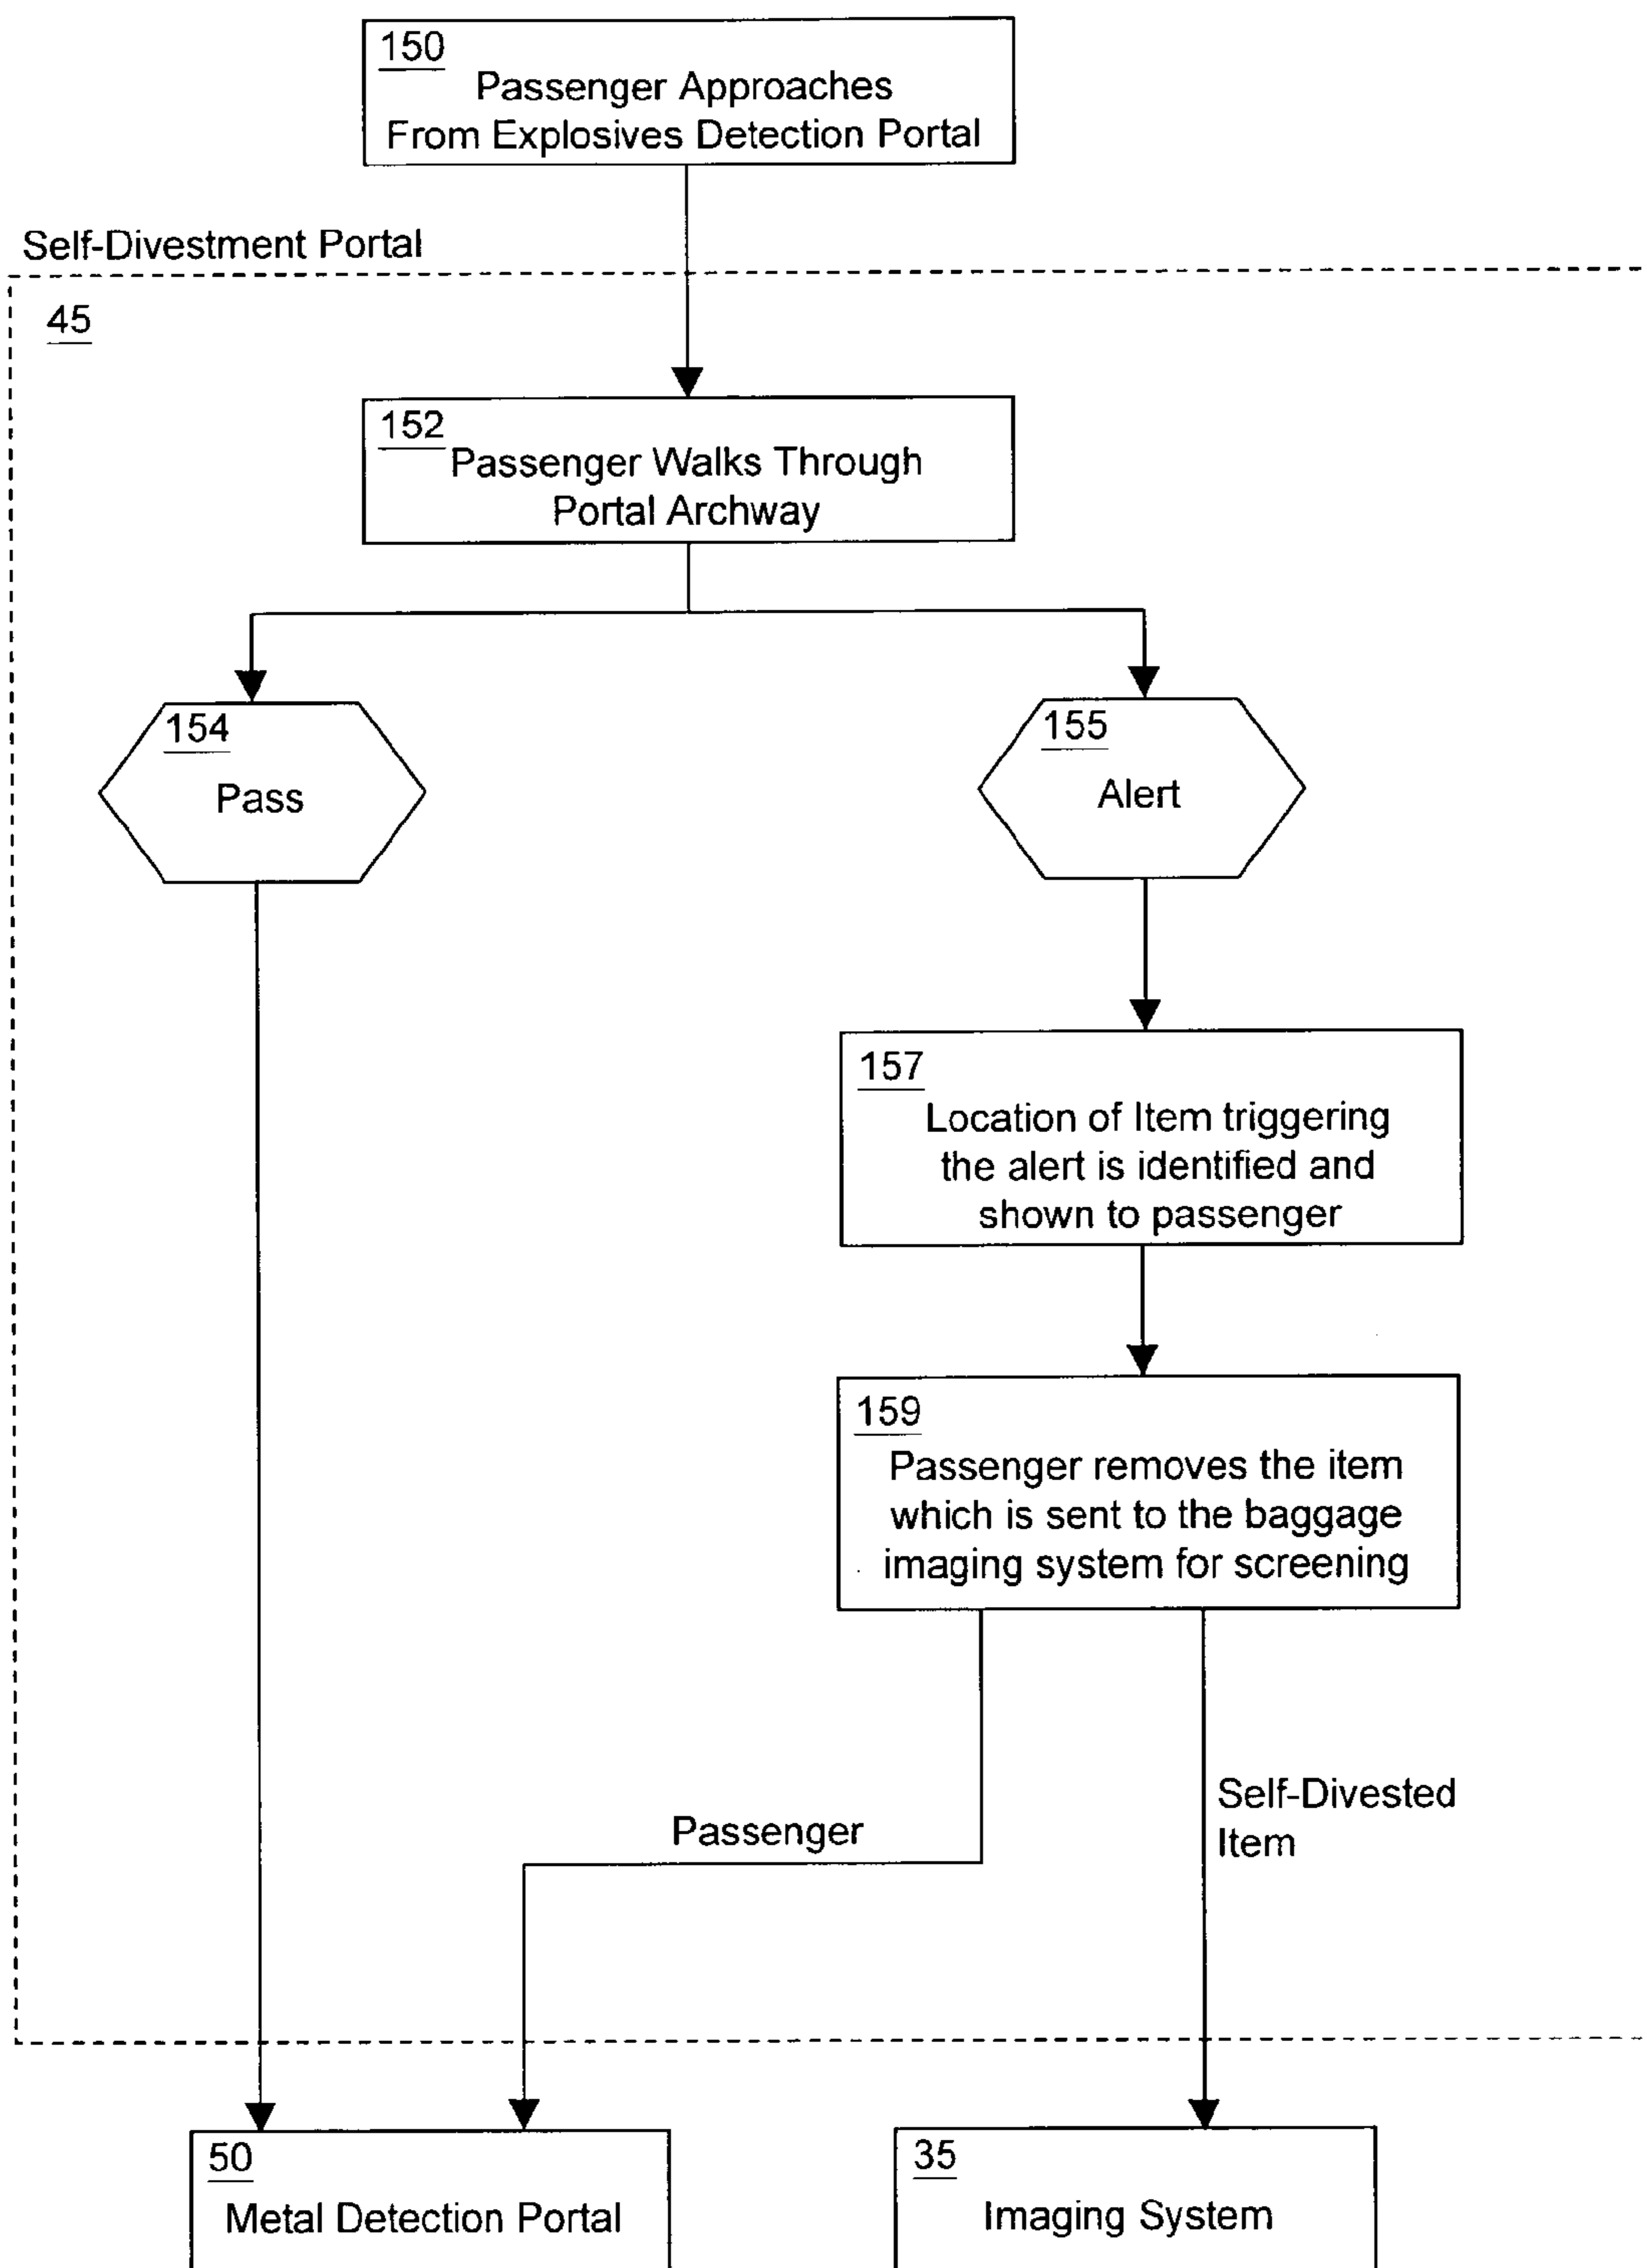 150
Passenger Approaches
From Explosives Detection Portal
Self-Divestment Portal
45
152
Passenger Walks Through
Portal Archway
154
Pass
155
Alert
157
Location of Item triggering
the alert is identified and
shown to passenger
159
Passenger removes the item
which is sent to the baggage
imaging system for screening
Passenger
Self-Divested
Item
50
Metal Detection Portal
35
Imaging System